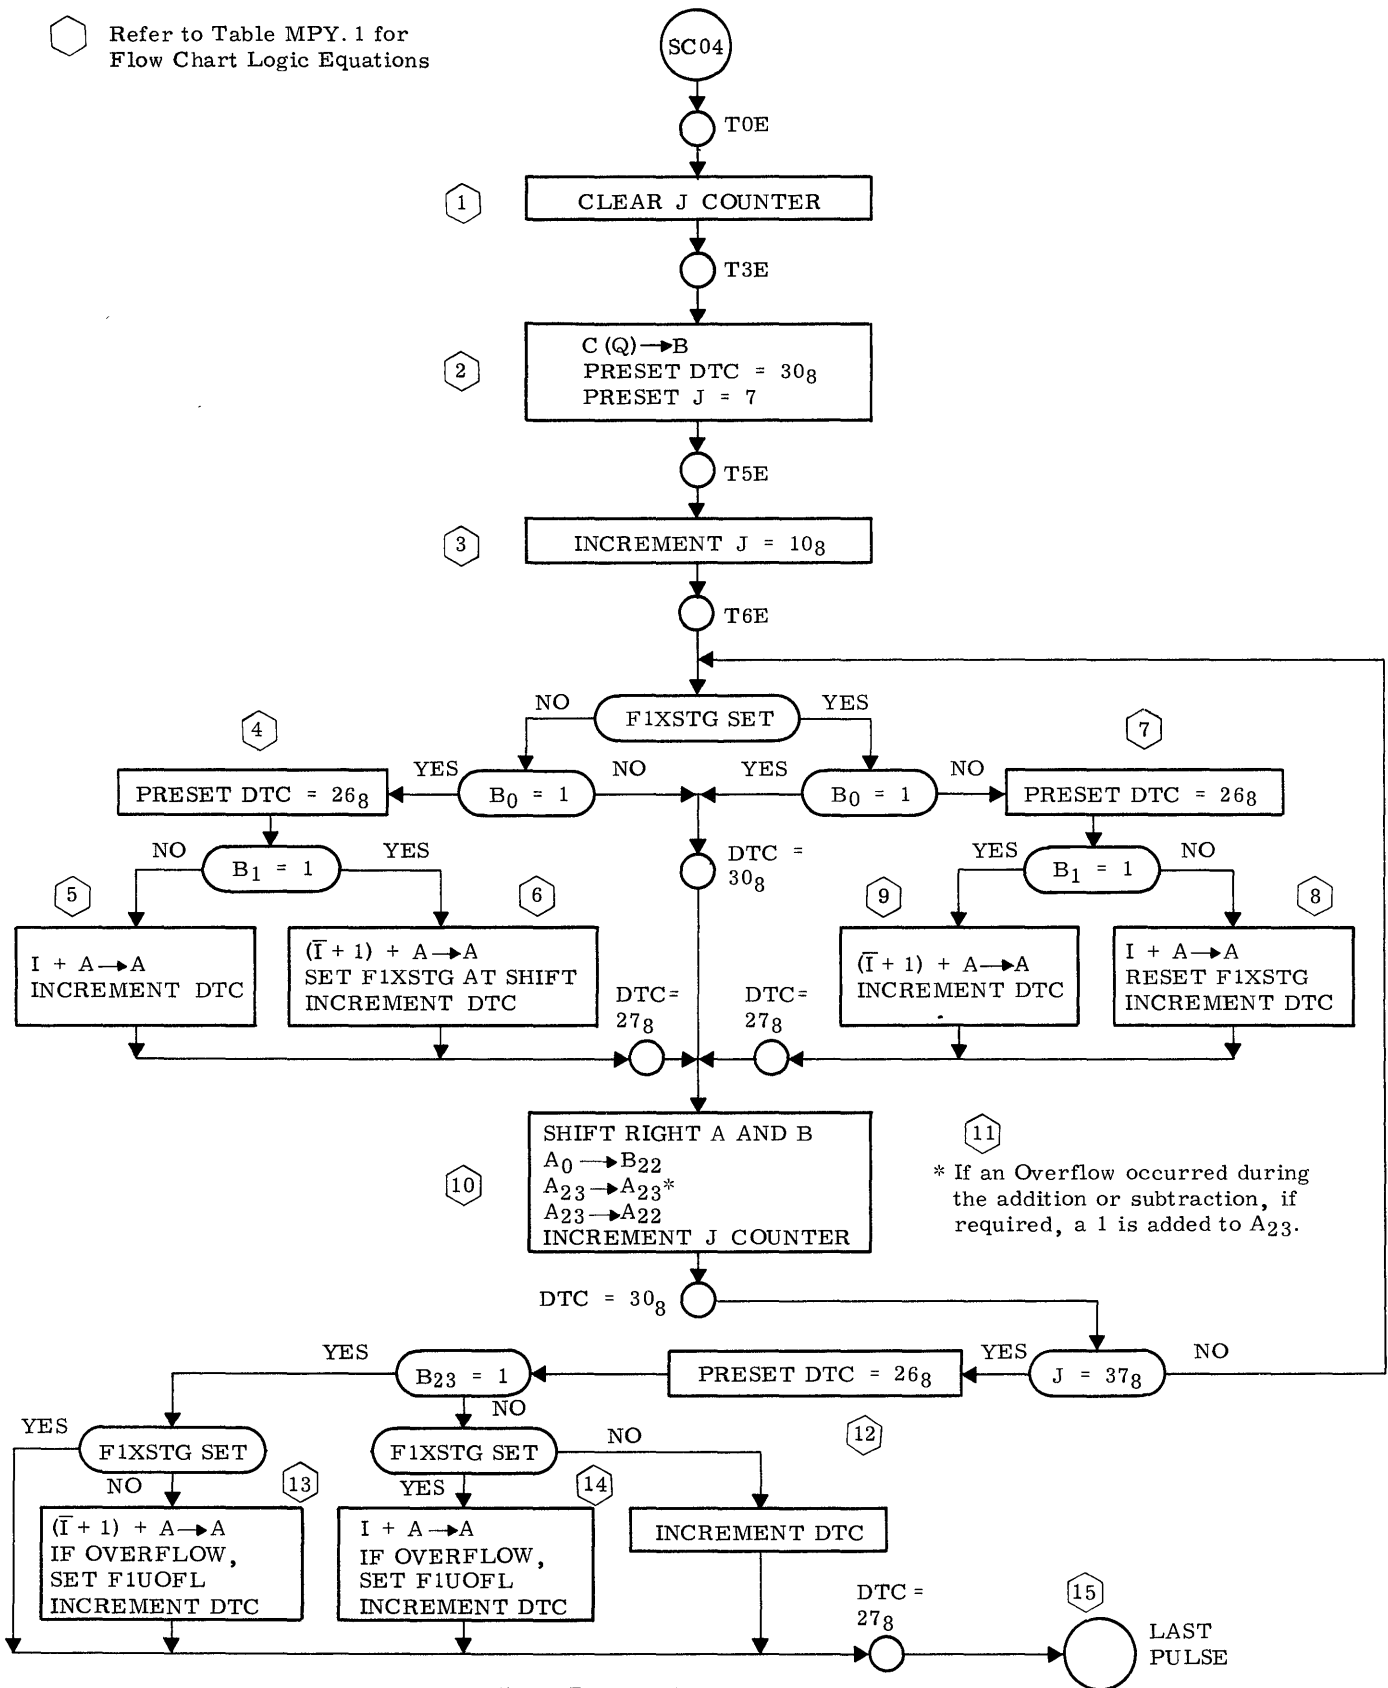 Refer to Table MPY. 1 for
Flow Chart Logic Equations
SC04
T0E
1
CLEAR J COUNTER
T3E
2
C (Q)→B
PRESET DTC = 30₈
PRESET J = 7
T5E
3
INCREMENT J = 10₈
T6E
NO
F1XSTG SET
YES
4
7
PRESET DTC = 26₈
YES
B₀ = 1
NO
YES
B₀ = 1
NO
PRESET DTC = 26₈
NO
B₁ = 1
YES
DTC =
30₈
YES
B₁ = 1
NO
5
6
9
8
I + A→A
INCREMENT DTC
(I̅ + 1) + A→A
SET F1XSTG AT SHIFT
INCREMENT DTC
DTC=
27₈
DTC=
27₈
(I̅ + 1) + A→A
INCREMENT DTC
I + A→A
RESET F1XSTG
INCREMENT DTC
10
SHIFT RIGHT A AND B
A₀→B₂₂
A₂₃→A₂₃*
A₂₃→A₂₂
INCREMENT J COUNTER
11
* If an Overflow occurred during
the addition or subtraction, if
required, a 1 is added to A₂₃.
DTC = 30₈
YES
B₂₃ = 1
NO
PRESET DTC = 26₈
YES
J = 37₈
NO
12
YES
F1XSTG SET
NO
13
F1XSTG SET
YES
NO
14
(I̅ + 1) + A→A
IF OVERFLOW,
SET F1UOFL
INCREMENT DTC
I + A→A
IF OVERFLOW,
SET F1UOFL
INCREMENT DTC
INCREMENT DTC
DTC =
27₈
15
LAST
PULSE